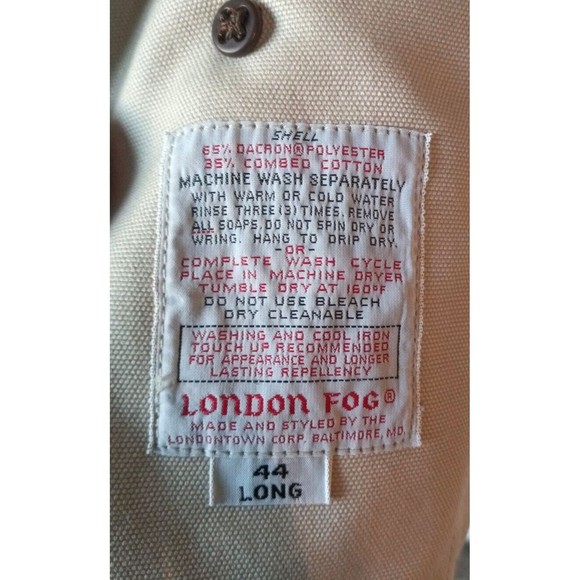 SHELL
65% DACRON® POLYESTER
35% COMBED COTTON
MACHINE WASH SEPARATELY
WITH WARM OR COLD WATER
RINSE THREE (3) TIMES, REMOVE
ALL SOAPS. DO NOT SPIN DRY OR
WRING. HANG TO DRIP DRY.
-OR-
COMPLETE WASH CYCLE
PLACE IN MACHINE DRYER
TUMBLE DRY AT 160°F
DO NOT USE BLEACH
DRY CLEANABLE
WASHING AND COOL IRON
TOUCH UP RECOMMENDED
FOR APPEARANCE AND LONGER
LASTING REPELLENCY
LONDON FOG®
MADE AND STYLED BY THE
LONDONTOWN CORP. BALTIMORE, MD.
44
LONG